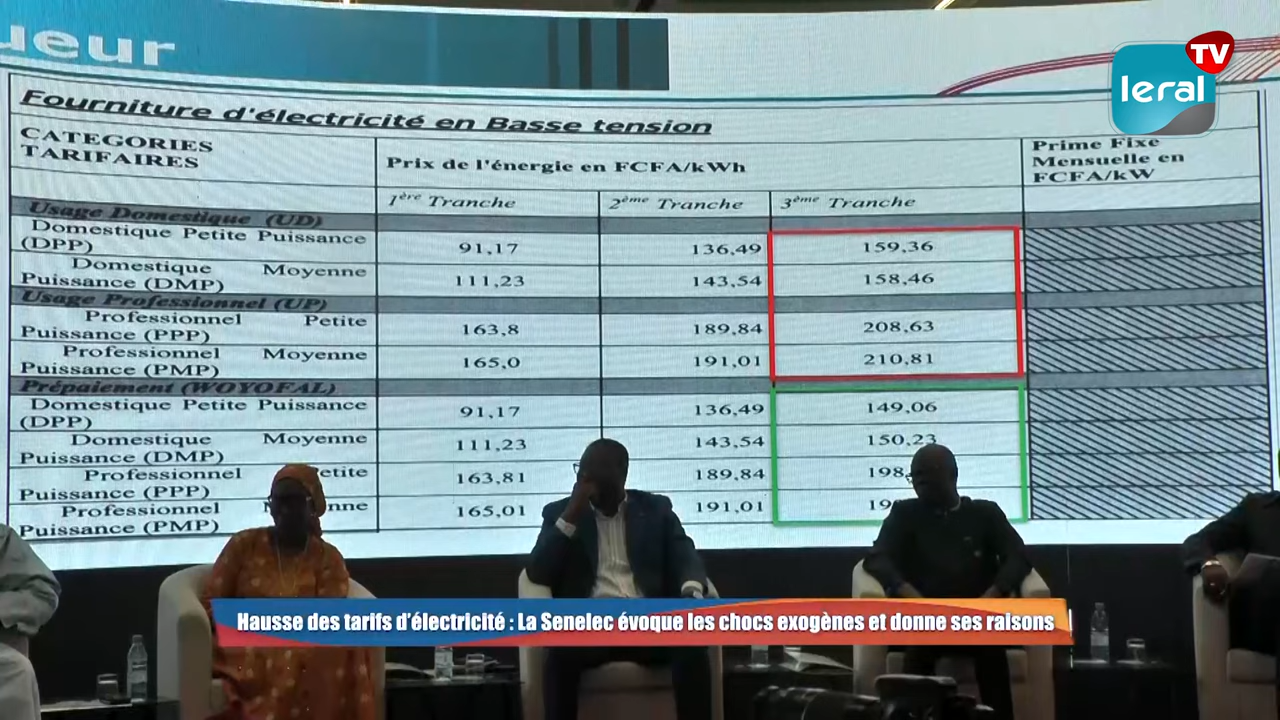 ueur
TV
leral
Fourniture d'électricité en Basse tension
CATEGORIES
TARIFAIRES
Prix de l'énergie en FCFA/kWh
Prime Fixe
Mensuelle en
FCFA/kW
1ère Tranche 2ème Tranche 3ème Tranche
Usage Domestique (UD)
Domestique Petite Puissance
(DPP) 91,17 136,49 159,36
Domestique Moyenne
Puissance (DMP) 111,23 143,54 158,46
Usage Professionnel (UP)
Professionnel Petite
Puissance (PPP) 163,8 189,84 208,63
Professionnel Moyenne
Puissance (PMP) 165,0 191,01 210,81
Prépaiement (WOYOFAL)
Domestique Petite Puissance
(DPP) 91,17 136,49 149,06
Domestique Moyenne
Puissance (DMP) 111,23 143,54 150,23
Professionnel etite
Puissance (PPP) 163,81 189,84 198,
Professionnel nne
Puissance (PMP) 165,01 191,01 19
Hausse des tarifs d'électricité : La Senelec évoque les chocs exogènes et donne ses raisons